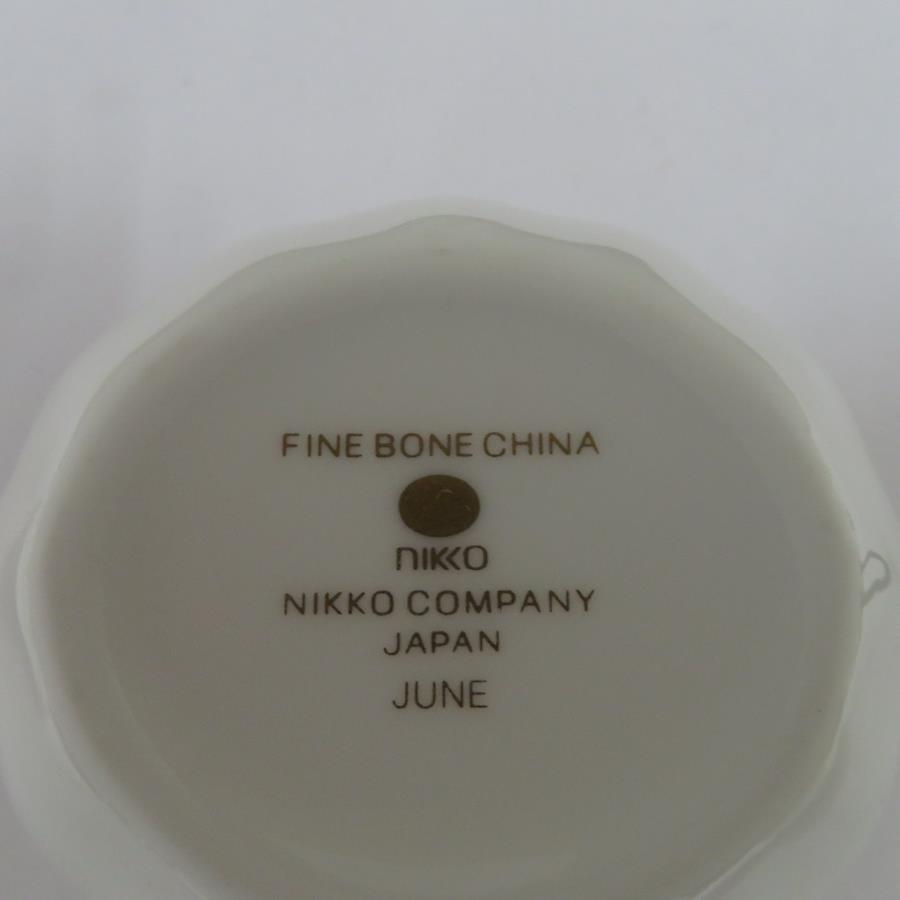 FINE BONE CHINA
nikko
NIKKO COMPANY
JAPAN
JUNE